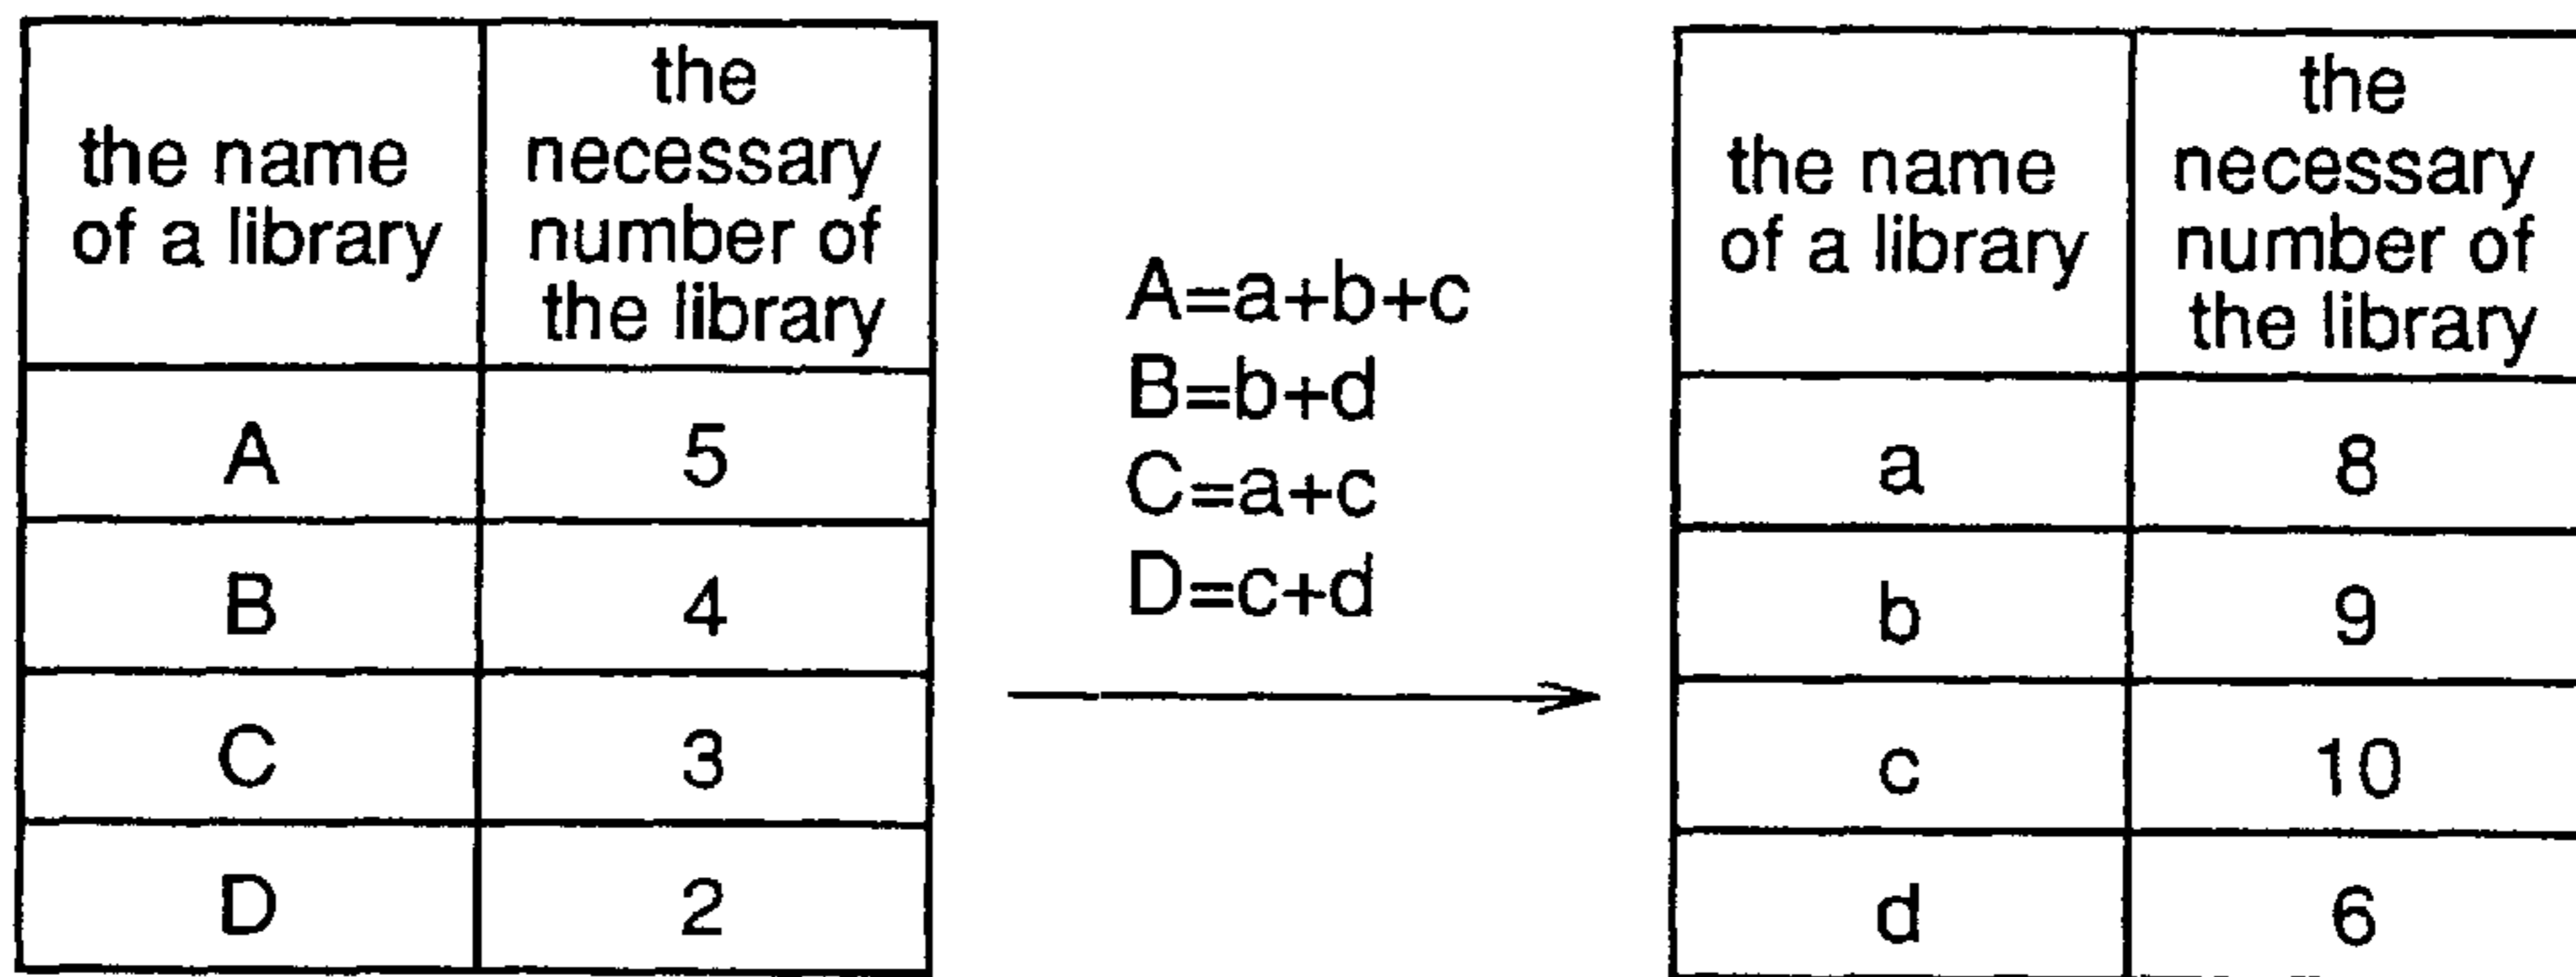 the name
of a library
the
necessary
number of
the library
A 5
B 4
C 3
D 2
A=a+b+c
B=b+d
C=a+c
D=c+d
the name
of a library
the
necessary
number of
the library
a 8
b 9
c 10
d 6